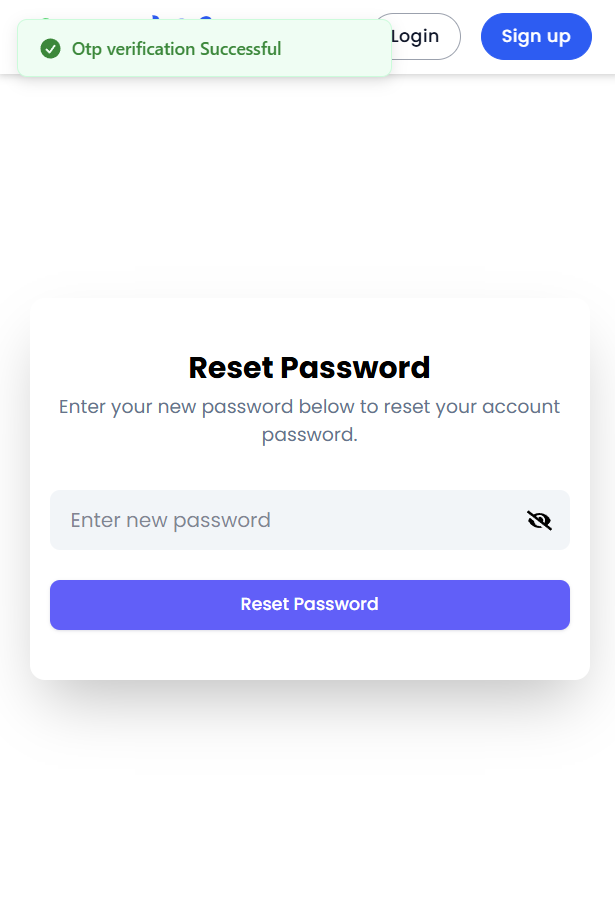 Otp verification Successful
Login
Sign up
Reset Password
Enter your new password below to reset your account
password.
Enter new password
Reset Password